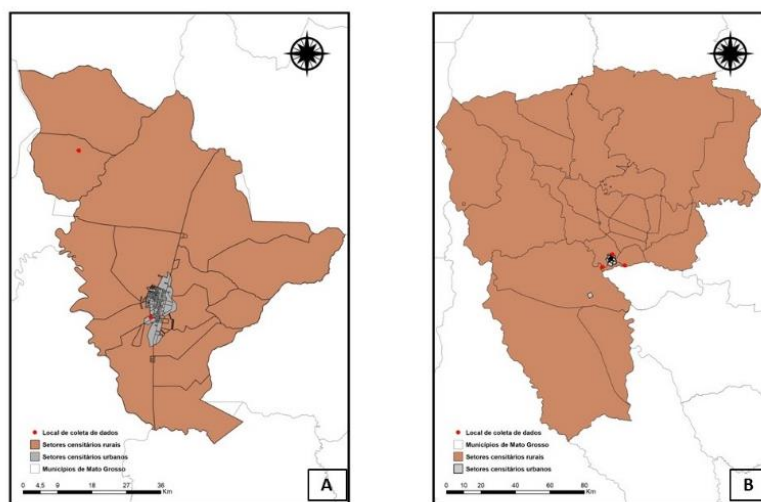 Local de coleta de dados
Setores censitários rurais
Setores censitários urbanos
Municípios de Mato Grosso
0 4,5 9 18 27 36
Km
A
Local de coleta de dados
Municípios de Mato Grosso
Setores censitários rurais
Setores censitários urbanos
0 10 20 40 60 80
Km
B